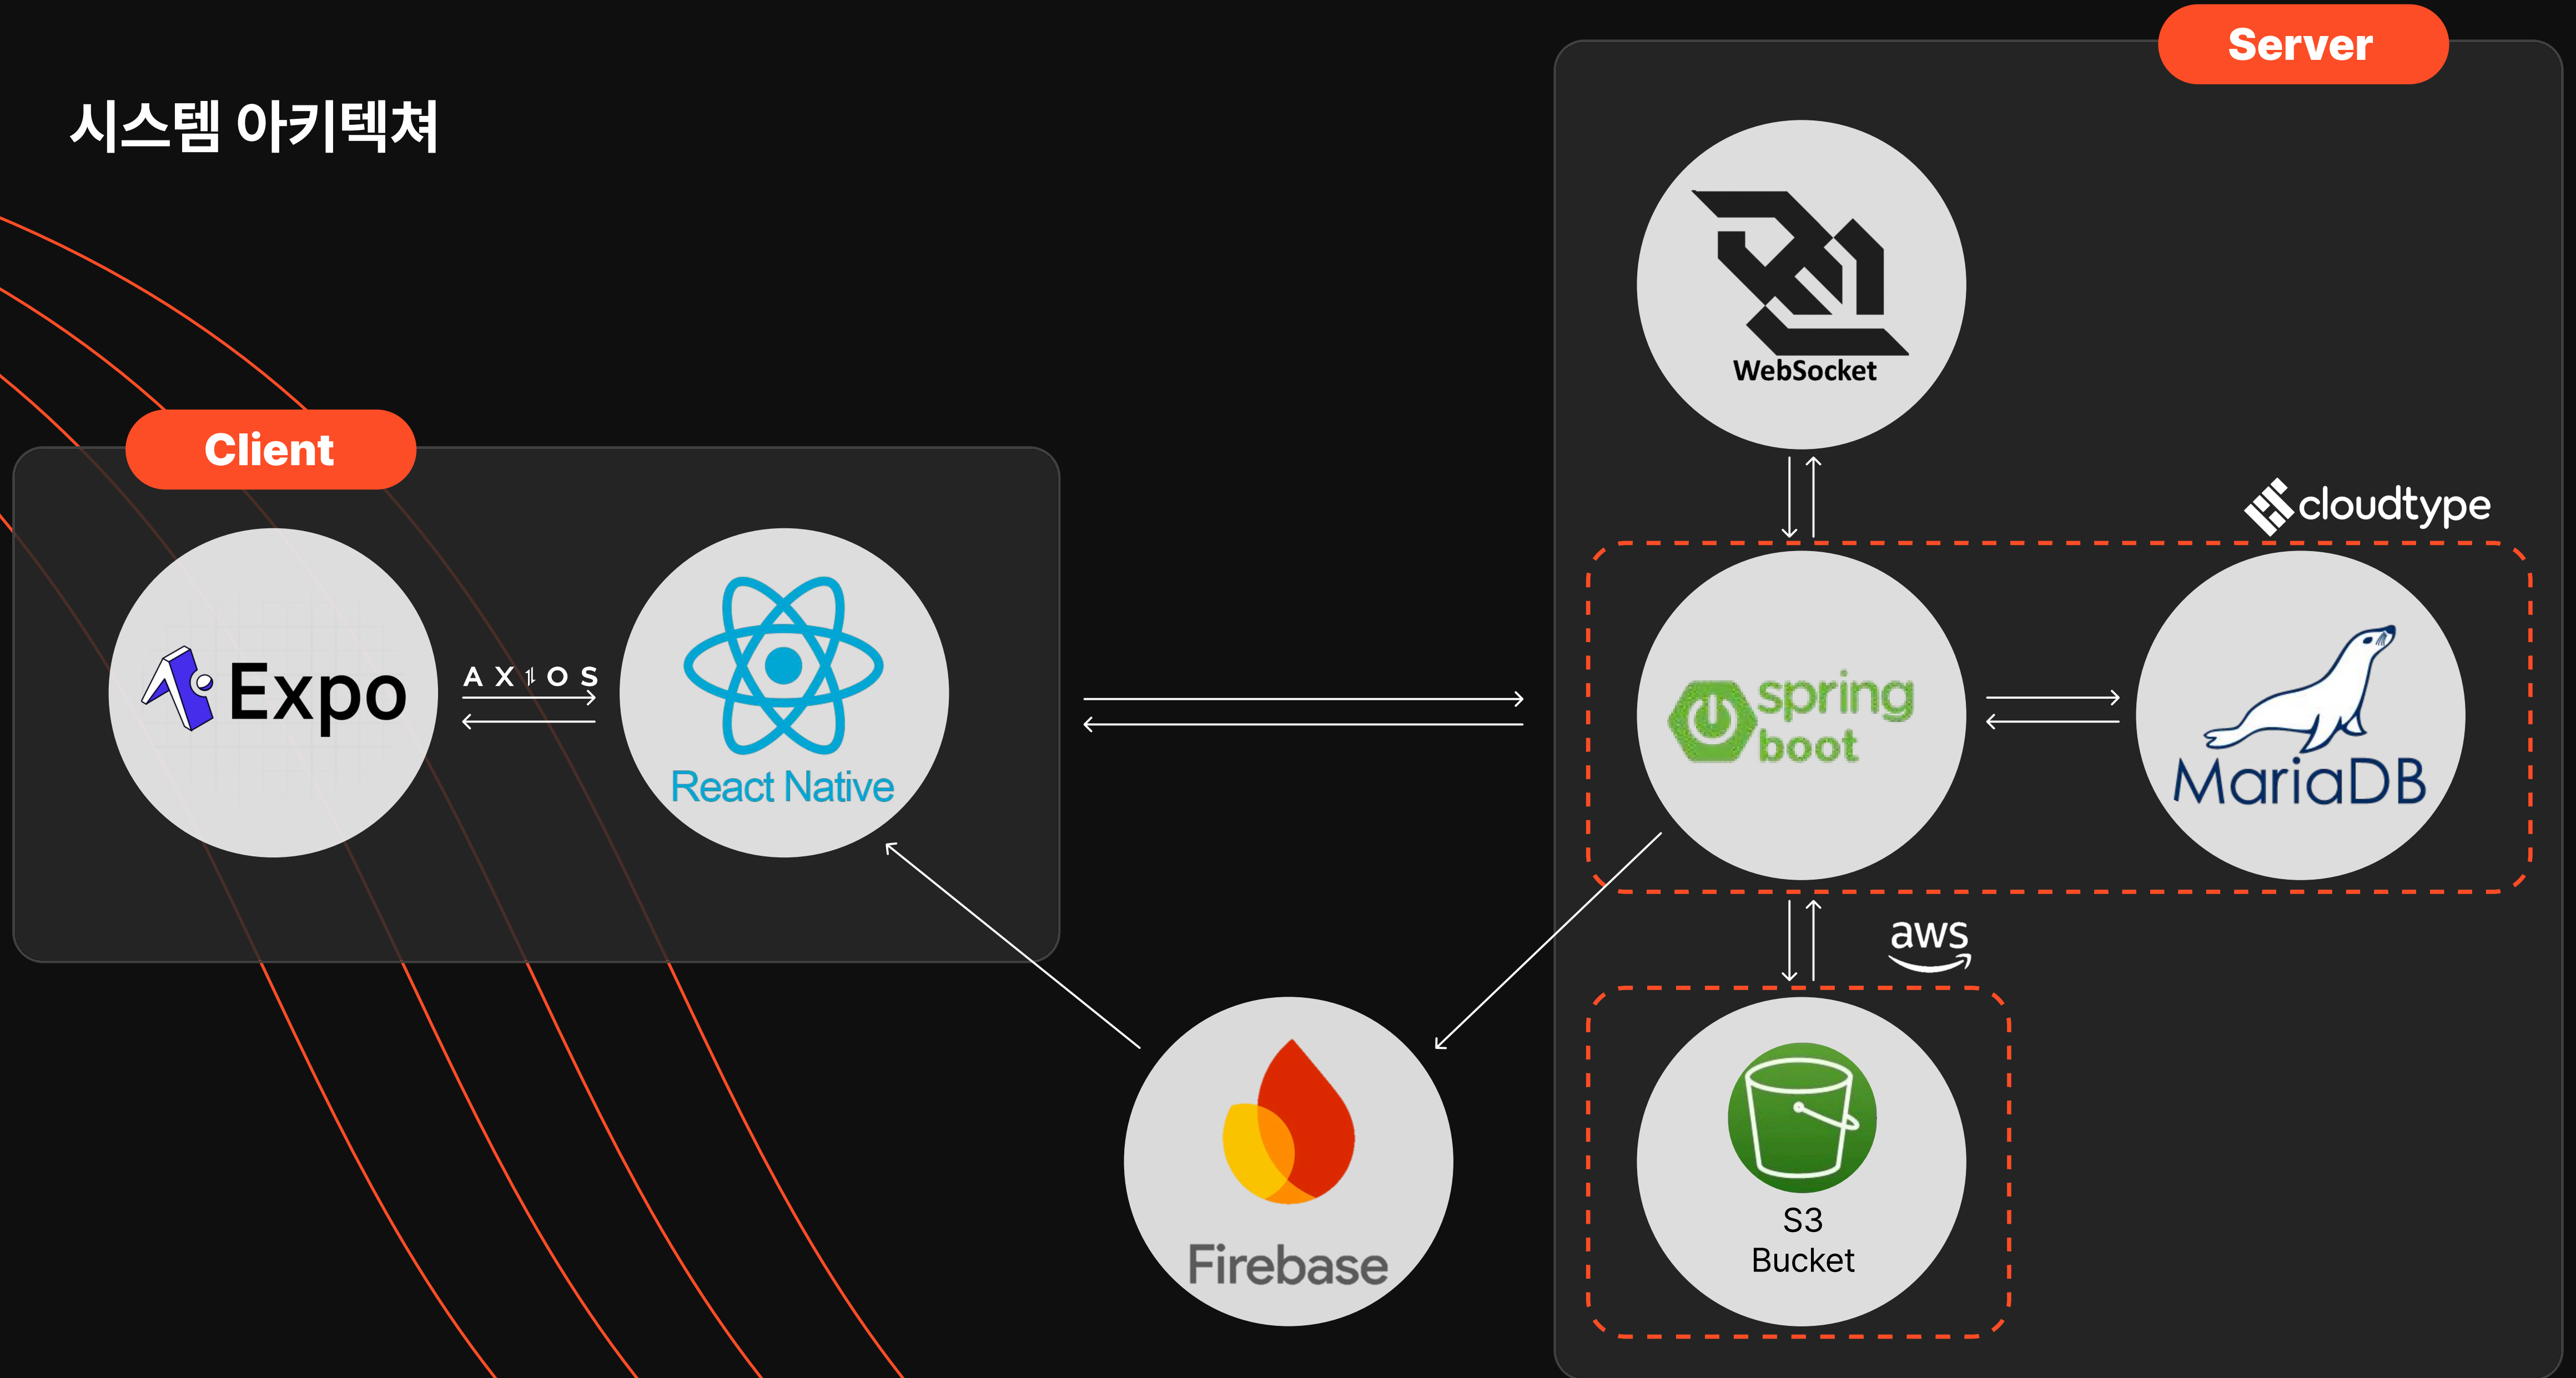 시스템 아키텍쳐
Server
WebSocket
Client
cloudtype
Expo
AXIOS
React Native
spring
boot
MariaDB
aws
Firebase
S3
Bucket